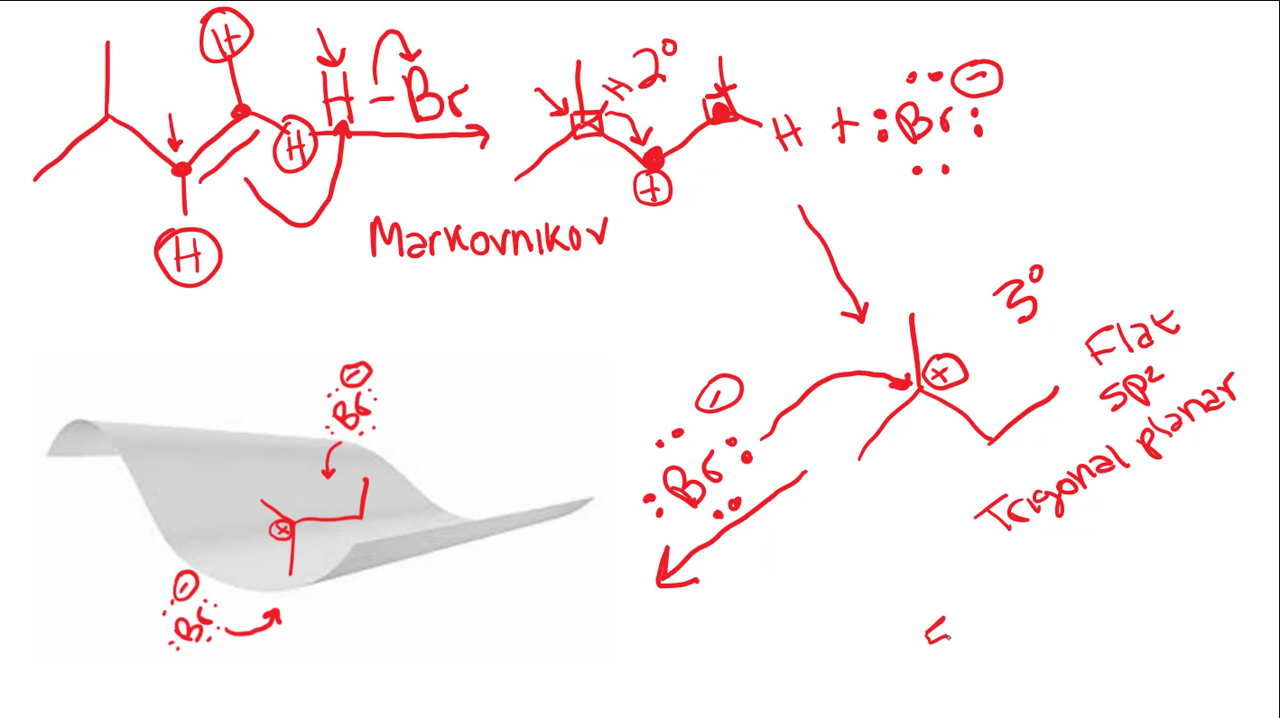 H
H – Br
H
H
H 2°
⊕
H + Br ⊖
Markovnikov
3°
⊕
Flat
sp²
Trigonal planar
⊖
Br
⊖
Br
⊕
⊖
Br